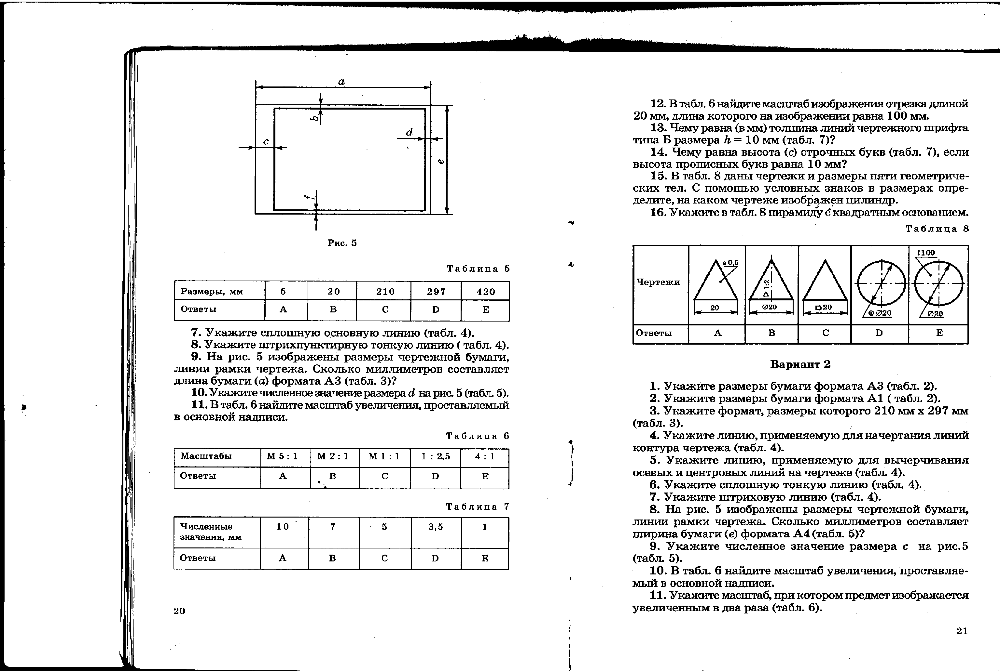 a
b
c
d
e
f
Рис. 5
Таблица 5
Размеры, мм 5 20 210 297 420
Ответы A B C D E
7. Укажите сплошную основную линию (табл. 4).
8. Укажите штрихпунктирную тонкую линию ( табл. 4).
9. На рис. 5 изображены размеры чертежной бумаги,
линии рамки чертежа. Сколько миллиметров составляет
длина бумаги (а) формата А3 (табл. 3)?
10. Укажите численное значение размера d на рис. 5 (табл. 5).
11. В табл. 6 найдите масштаб увеличения, проставляемый
в основной надписи.
Таблица 6
Масштабы М 5 : 1 М 2 : 1 М 1 : 1 1 : 2,5 4 : 1
Ответы A B C D E
Таблица 7
Численные
значения, мм 10 7 5 3,5 1
Ответы A B C D E
20
12. В табл. 6 найдите масштаб изображения отрезка длиной
20 мм, длина которого на изображении равна 100 мм.
13. Чему равна (в мм) толщина линий чертежного шрифта
типа Б размера h = 10 мм (табл. 7)?
14. Чему равна высота (с) строчных букв (табл. 7), если
высота прописных букв равна 10 мм?
15. В табл. 8 даны чертежи и размеры пяти геометриче-
ских тел. С помощью условных знаков в размерах опре-
делите, на каком чертеже изображен цилиндр.
16. Укажите в табл. 8 пирамиду с квадратным основанием.
Таблица 8
Чертежи
s 0,5
20
1:2
⌀20
□20
⌀20
l100
⌀20
Ответы A B C D E
Вариант 2
1. Укажите размеры бумаги формата А3 (табл. 2).
2. Укажите размеры бумаги формата А1 ( табл. 2).
3. Укажите формат, размеры которого 210 мм х 297 мм
(табл. 3).
4. Укажите линию, применяемую для начертания линий
контура чертежа (табл. 4).
5. Укажите линию, применяемую для вычерчивания
осевых и центровых линий на чертеже (табл. 4).
6. Укажите сплошную тонкую линию (табл. 4).
7. Укажите штриховую линию (табл. 4).
8. На рис. 5 изображены размеры чертежной бумаги,
линии рамки чертежа. Сколько миллиметров составляет
ширина бумаги (е) формата А4 (табл. 5)?
9. Укажите численное значение размера с на рис.5
(табл. 5).
10. В табл. 6 найдите масштаб увеличения, проставляе-
мый в основной надписи.
11. Укажите масштаб, при котором предмет изображается
увеличенным в два раза (табл. 6).
21